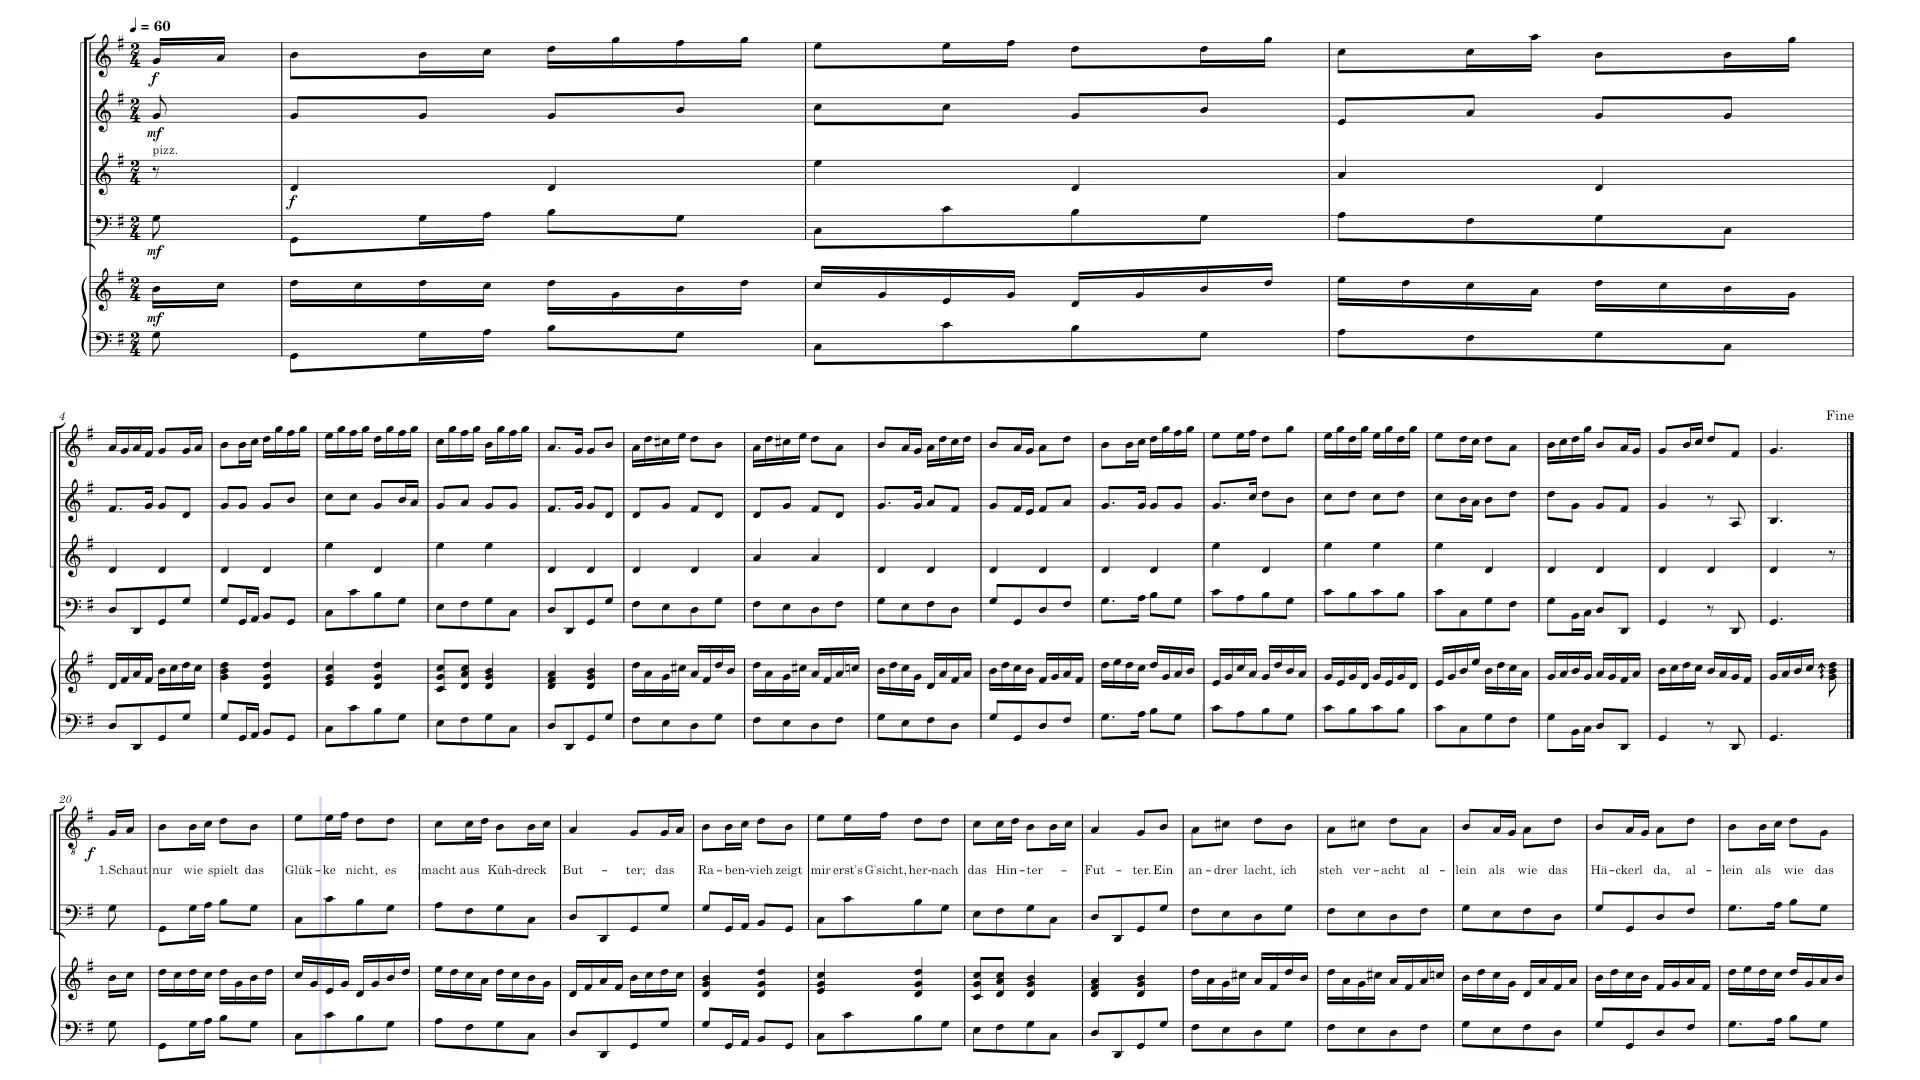 ♩ = 60
f
mf
pizz.
f
mf
mf
4
Fine
20
f
1.Schaut nur wie spielt das Glük-ke nicht, es macht aus Küh-dreck But-ter; das Ra-ben-vieh zeigt mir erst's G'sicht, her-nach das Hin-ter-Fut-ter. Ein an-drer lacht, ich steh ver-acht al-lein als wie das Hä-ckerl da, al-lein als wie das